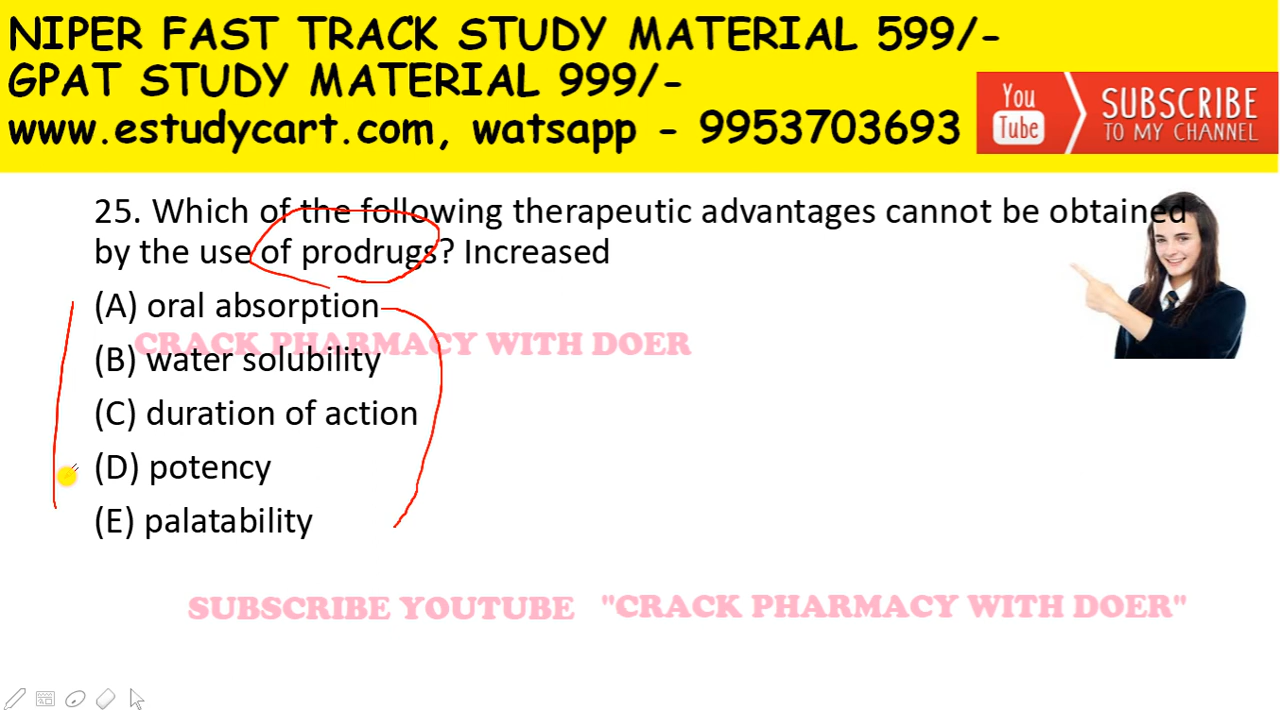 NIPER FAST TRACK STUDY MATERIAL 599/-
GPAT STUDY MATERIAL 999/-
www.estudycart.com, watsapp - 9953703693
You
Tube
SUBSCRIBE
TO MY CHANNEL
25. Which of the following therapeutic advantages cannot be obtained
by the use of prodrugs? Increased
(A) oral absorption
CRACK PHARMACY WITH DOER
(B) water solubility
(C) duration of action
(D) potency
(E) palatability
SUBSCRIBE YOUTUBE "CRACK PHARMACY WITH DOER"